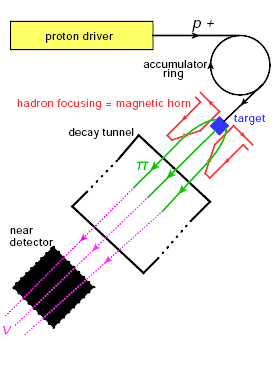 p +
proton driver
accumulator
ring
hadron focusing = magnetic horn
target
decay tunnel
π
near
detector
ν